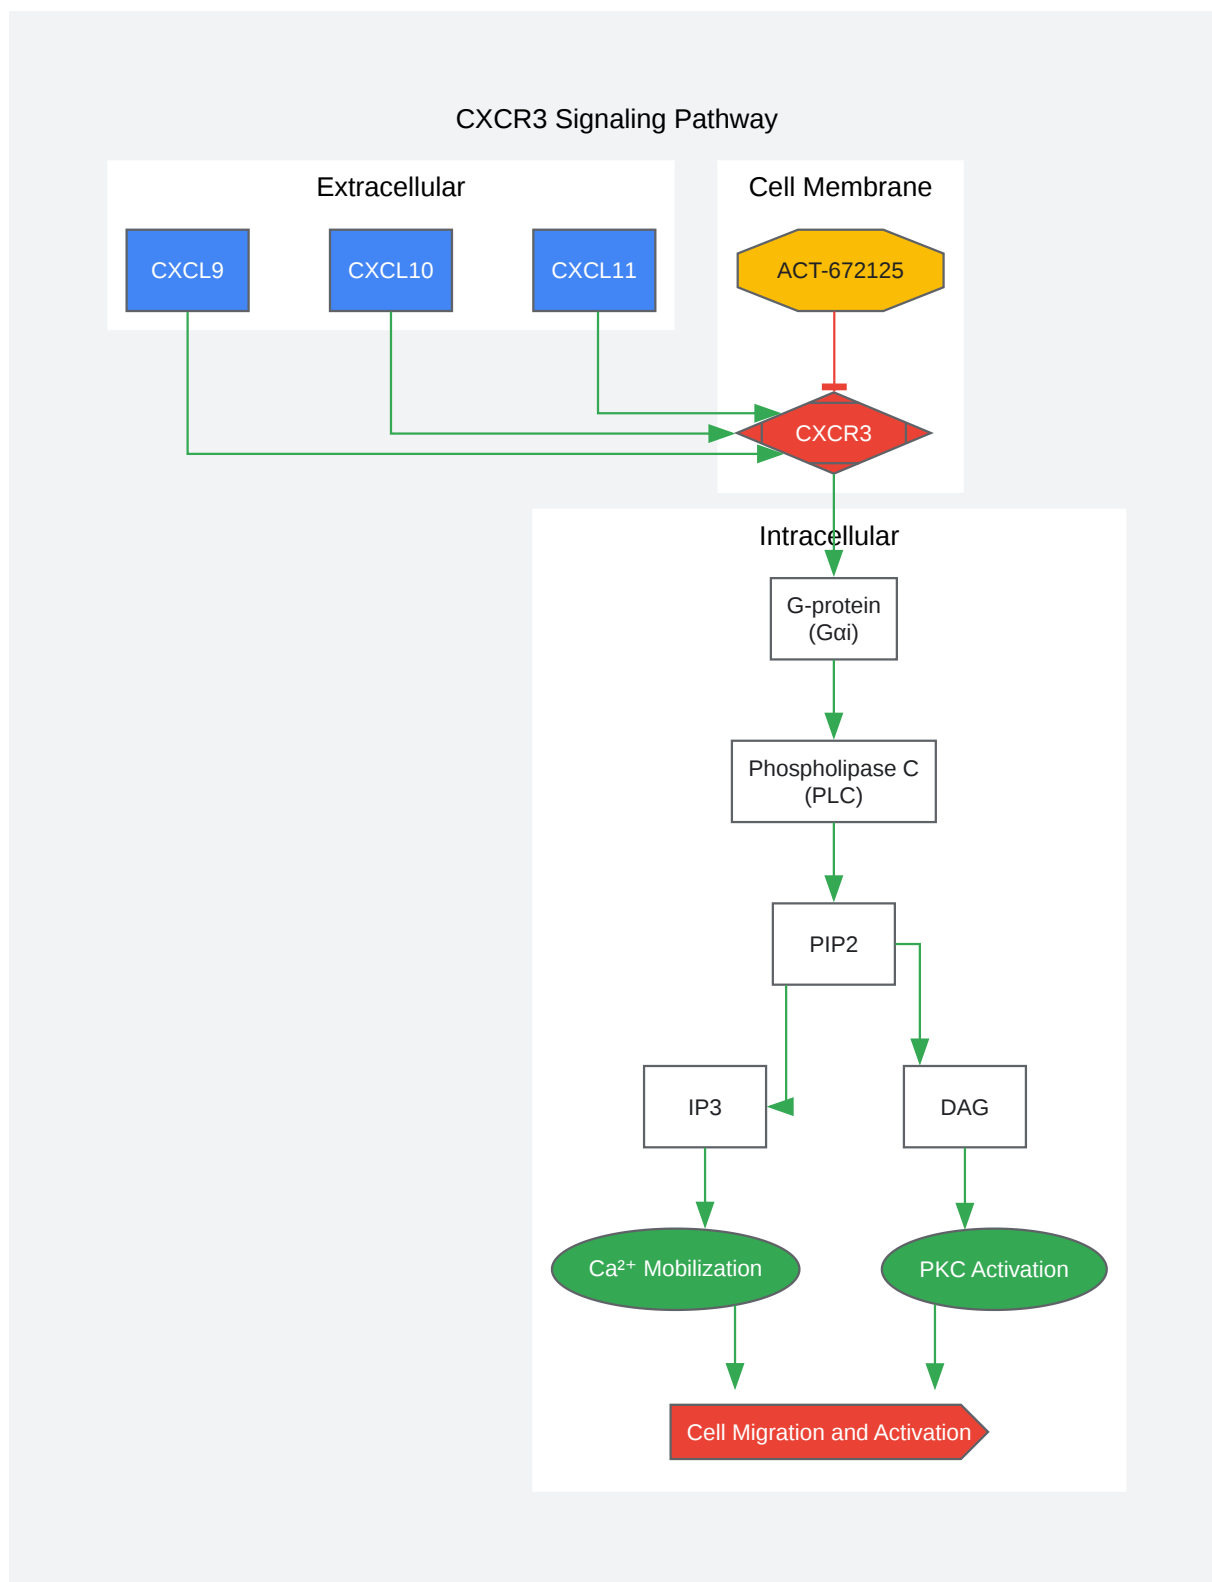 CXCR3 Signaling Pathway
Extracellular
Cell Membrane
CXCL9
CXCL10
CXCL11
ACT-672125
CXCR3
Intracellular
G-protein
(Gαi)
Phospholipase C
(PLC)
PIP2
IP3
DAG
Ca²⁺ Mobilization
PKC Activation
Cell Migration and Activation